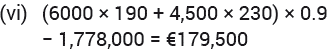 (vi) (6000 × 190 + 4,500 × 230) × 0.9
− 1,778,000 = €179,500